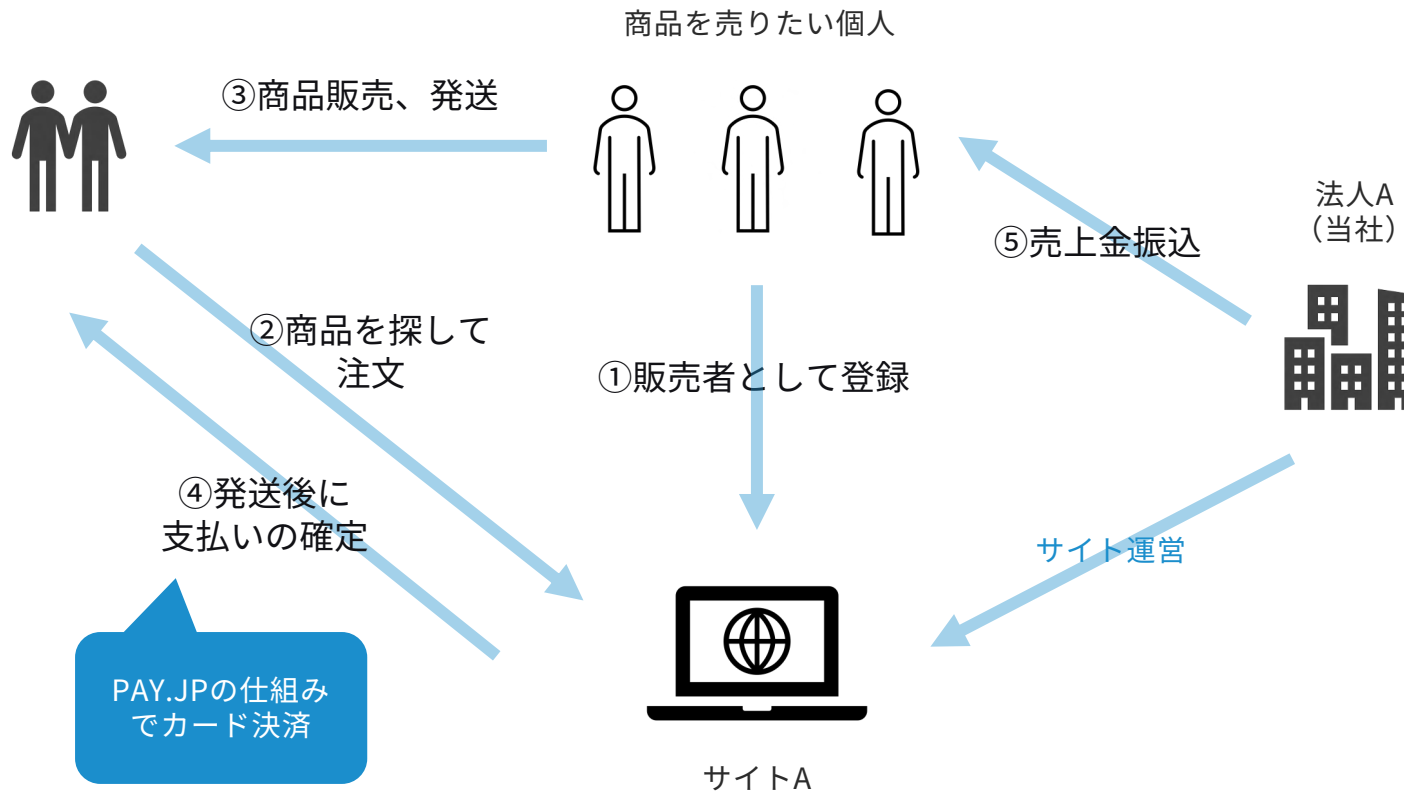 商品を売りたい個人
③商品販売、発送
法人A
（当社）
⑤売上金振込
②商品を探して
注文
①販売者として登録
④発送後に
支払いの確定
サイト運営
PAY.JPの仕組み
でカード決済
サイトA